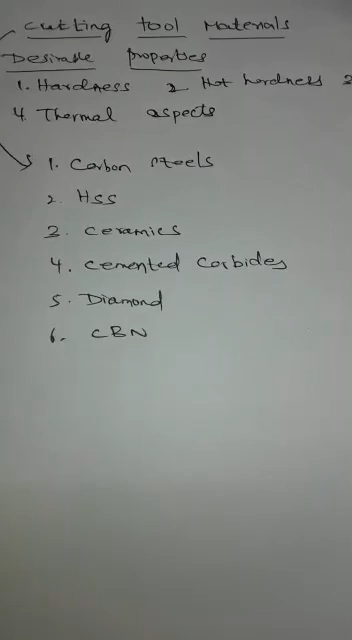 Cutting tool Materials
Desirable properties
1. Hardness 2. Hot hardness 3
4. Thermal aspects
1. Carbon steels
2. HSS
3. Ceramics
4. Cemented Carbides
5. Diamond
6. CBN